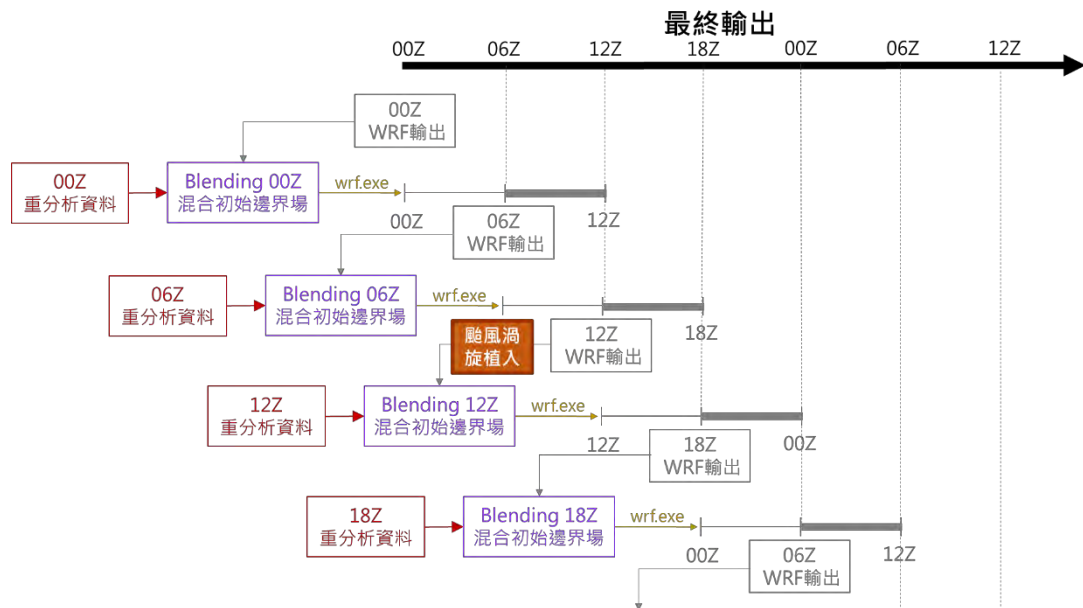 最終輸出
00Z 06Z 12Z 18Z 00Z 06Z 12Z
00Z
WRF輸出
00Z
重分析資料
Blending 00Z
混合初始邊界場
wrf.exe
00Z
12Z
06Z
WRF輸出
06Z
重分析資料
Blending 06Z
混合初始邊界場
wrf.exe
18Z
颱風渦
旋植入
12Z
WRF輸出
12Z
重分析資料
Blending 12Z
混合初始邊界場
wrf.exe
12Z
00Z
18Z
WRF輸出
18Z
重分析資料
Blending 18Z
混合初始邊界場
wrf.exe
00Z
12Z
06Z
WRF輸出